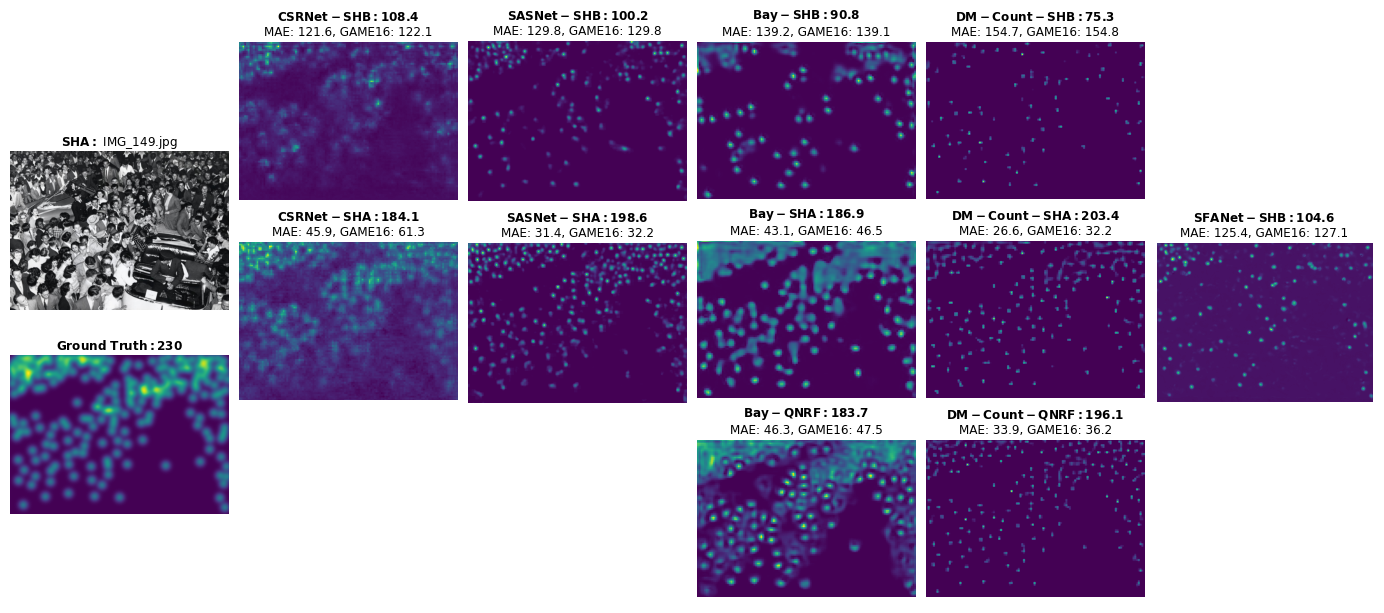 CSRNet − SHB : 108.4
MAE: 121.6, GAME16: 122.1
SASNet − SHB : 100.2
MAE: 129.8, GAME16: 129.8
Bay − SHB : 90.8
MAE: 139.2, GAME16: 139.1
DM − Count − SHB : 75.3
MAE: 154.7, GAME16: 154.8
SHA : IMG_149.jpg
CSRNet − SHA : 184.1
MAE: 45.9, GAME16: 61.3
SASNet − SHA : 198.6
MAE: 31.4, GAME16: 32.2
Bay − SHA : 186.9
MAE: 43.1, GAME16: 46.5
DM − Count − SHA : 203.4
MAE: 26.6, GAME16: 32.2
SFANet − SHB : 104.6
MAE: 125.4, GAME16: 127.1
Ground Truth : 230
Bay − QNRF : 183.7
MAE: 46.3, GAME16: 47.5
DM − Count − QNRF : 196.1
MAE: 33.9, GAME16: 36.2